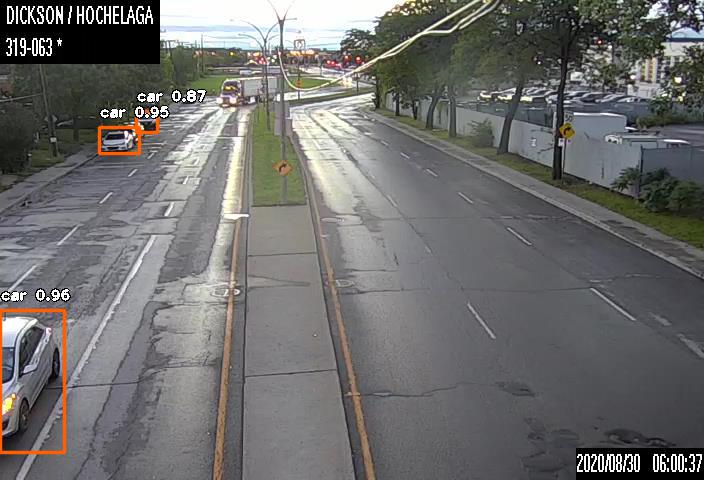 DICKSON / HOCHELAGA
319-063 *
car 0.87
car 0.95
car 0.96
2020/08/30 06:00:37